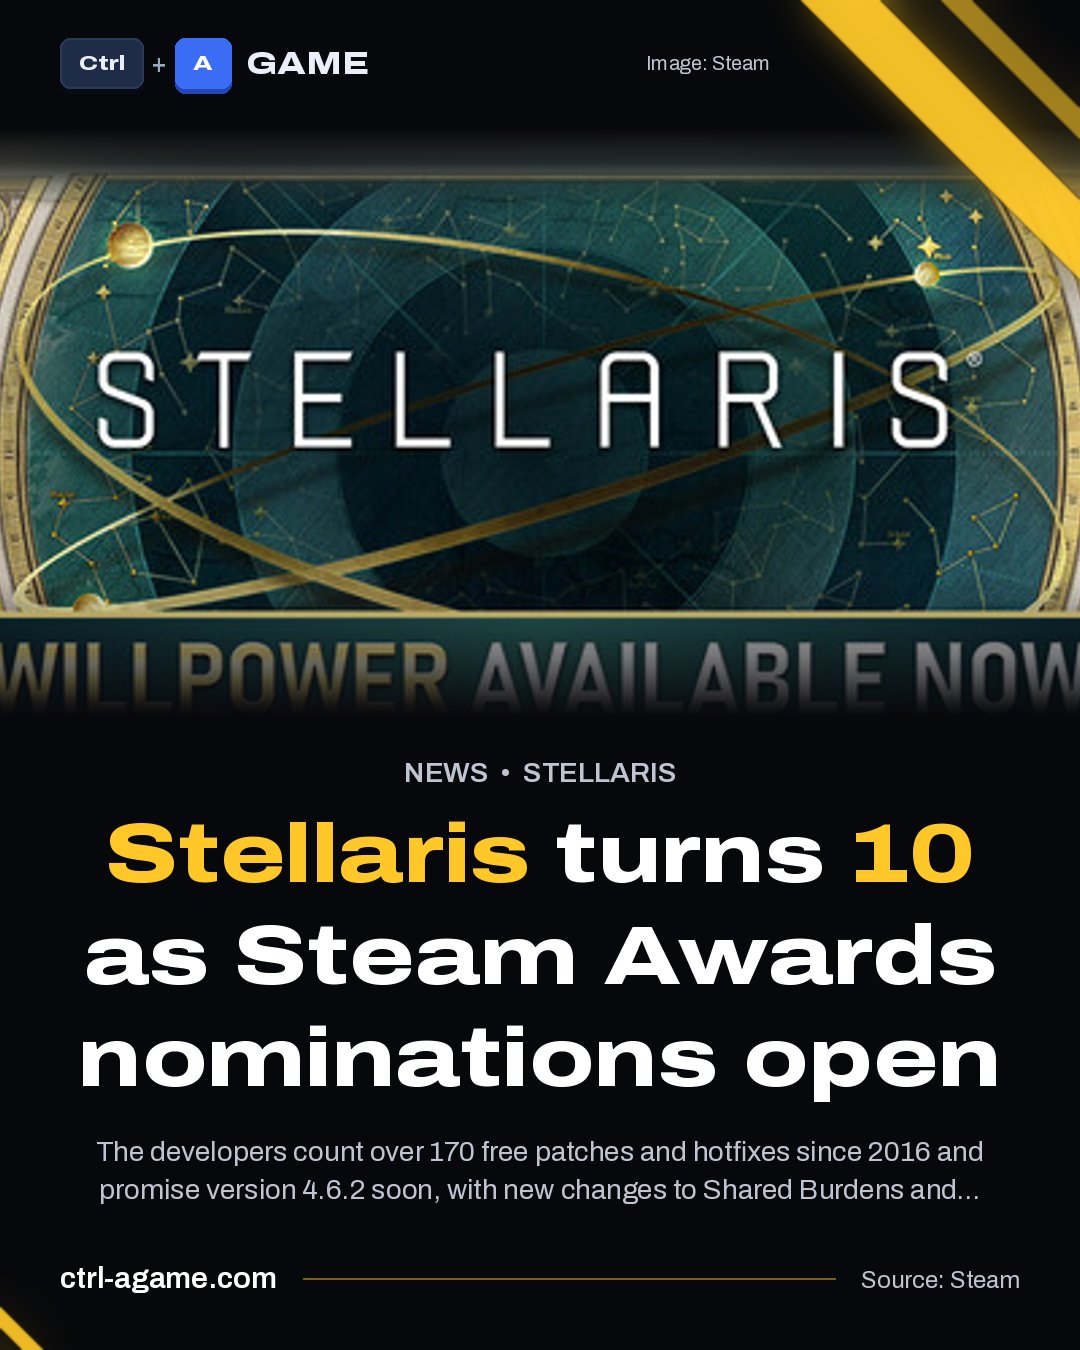 Ctrl + A GAME
Image: Steam
STELLARIS®
WILLPOWER AVAILABLE NOW
NEWS • STELLARIS
Stellaris turns 10
as Steam Awards
nominations open
The developers count over 170 free patches and hotfixes since 2016 and
promise version 4.6.2 soon, with new changes to Shared Burdens and...
ctrl-agame.com
Source: Steam